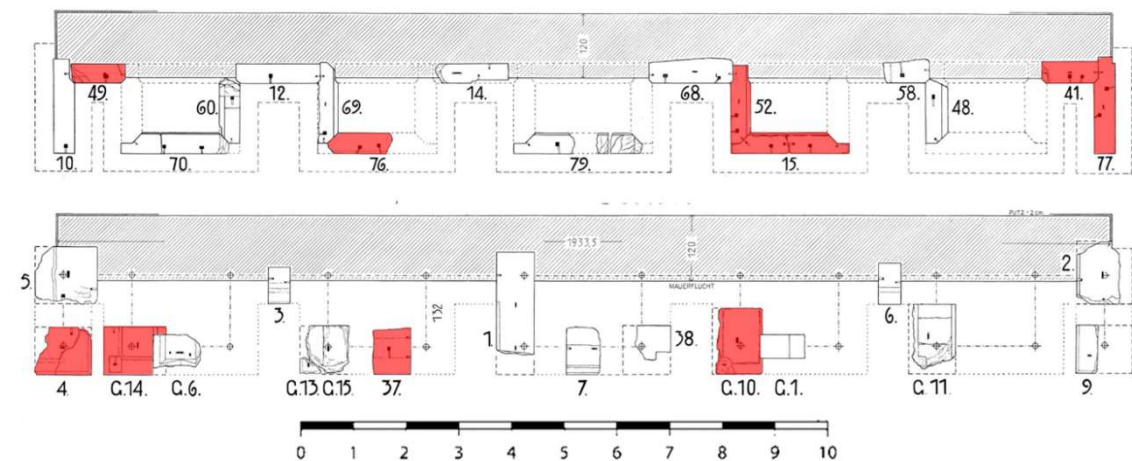 120
49. 60. 12. 69. 14. 68. 52. 58. 48. 41.
10. 70. 76. 79. 15. 77.
PUTZ - 2 cm.
1933,5 120
5. 3. 132 1. MAUERFLUCHT 6. 2.
38.
4. G.14. G.6. G.13. G.15. 37. 7. G.10. G.1. G.11 9.
0 1 2 3 4 5 6 7 8 9 10